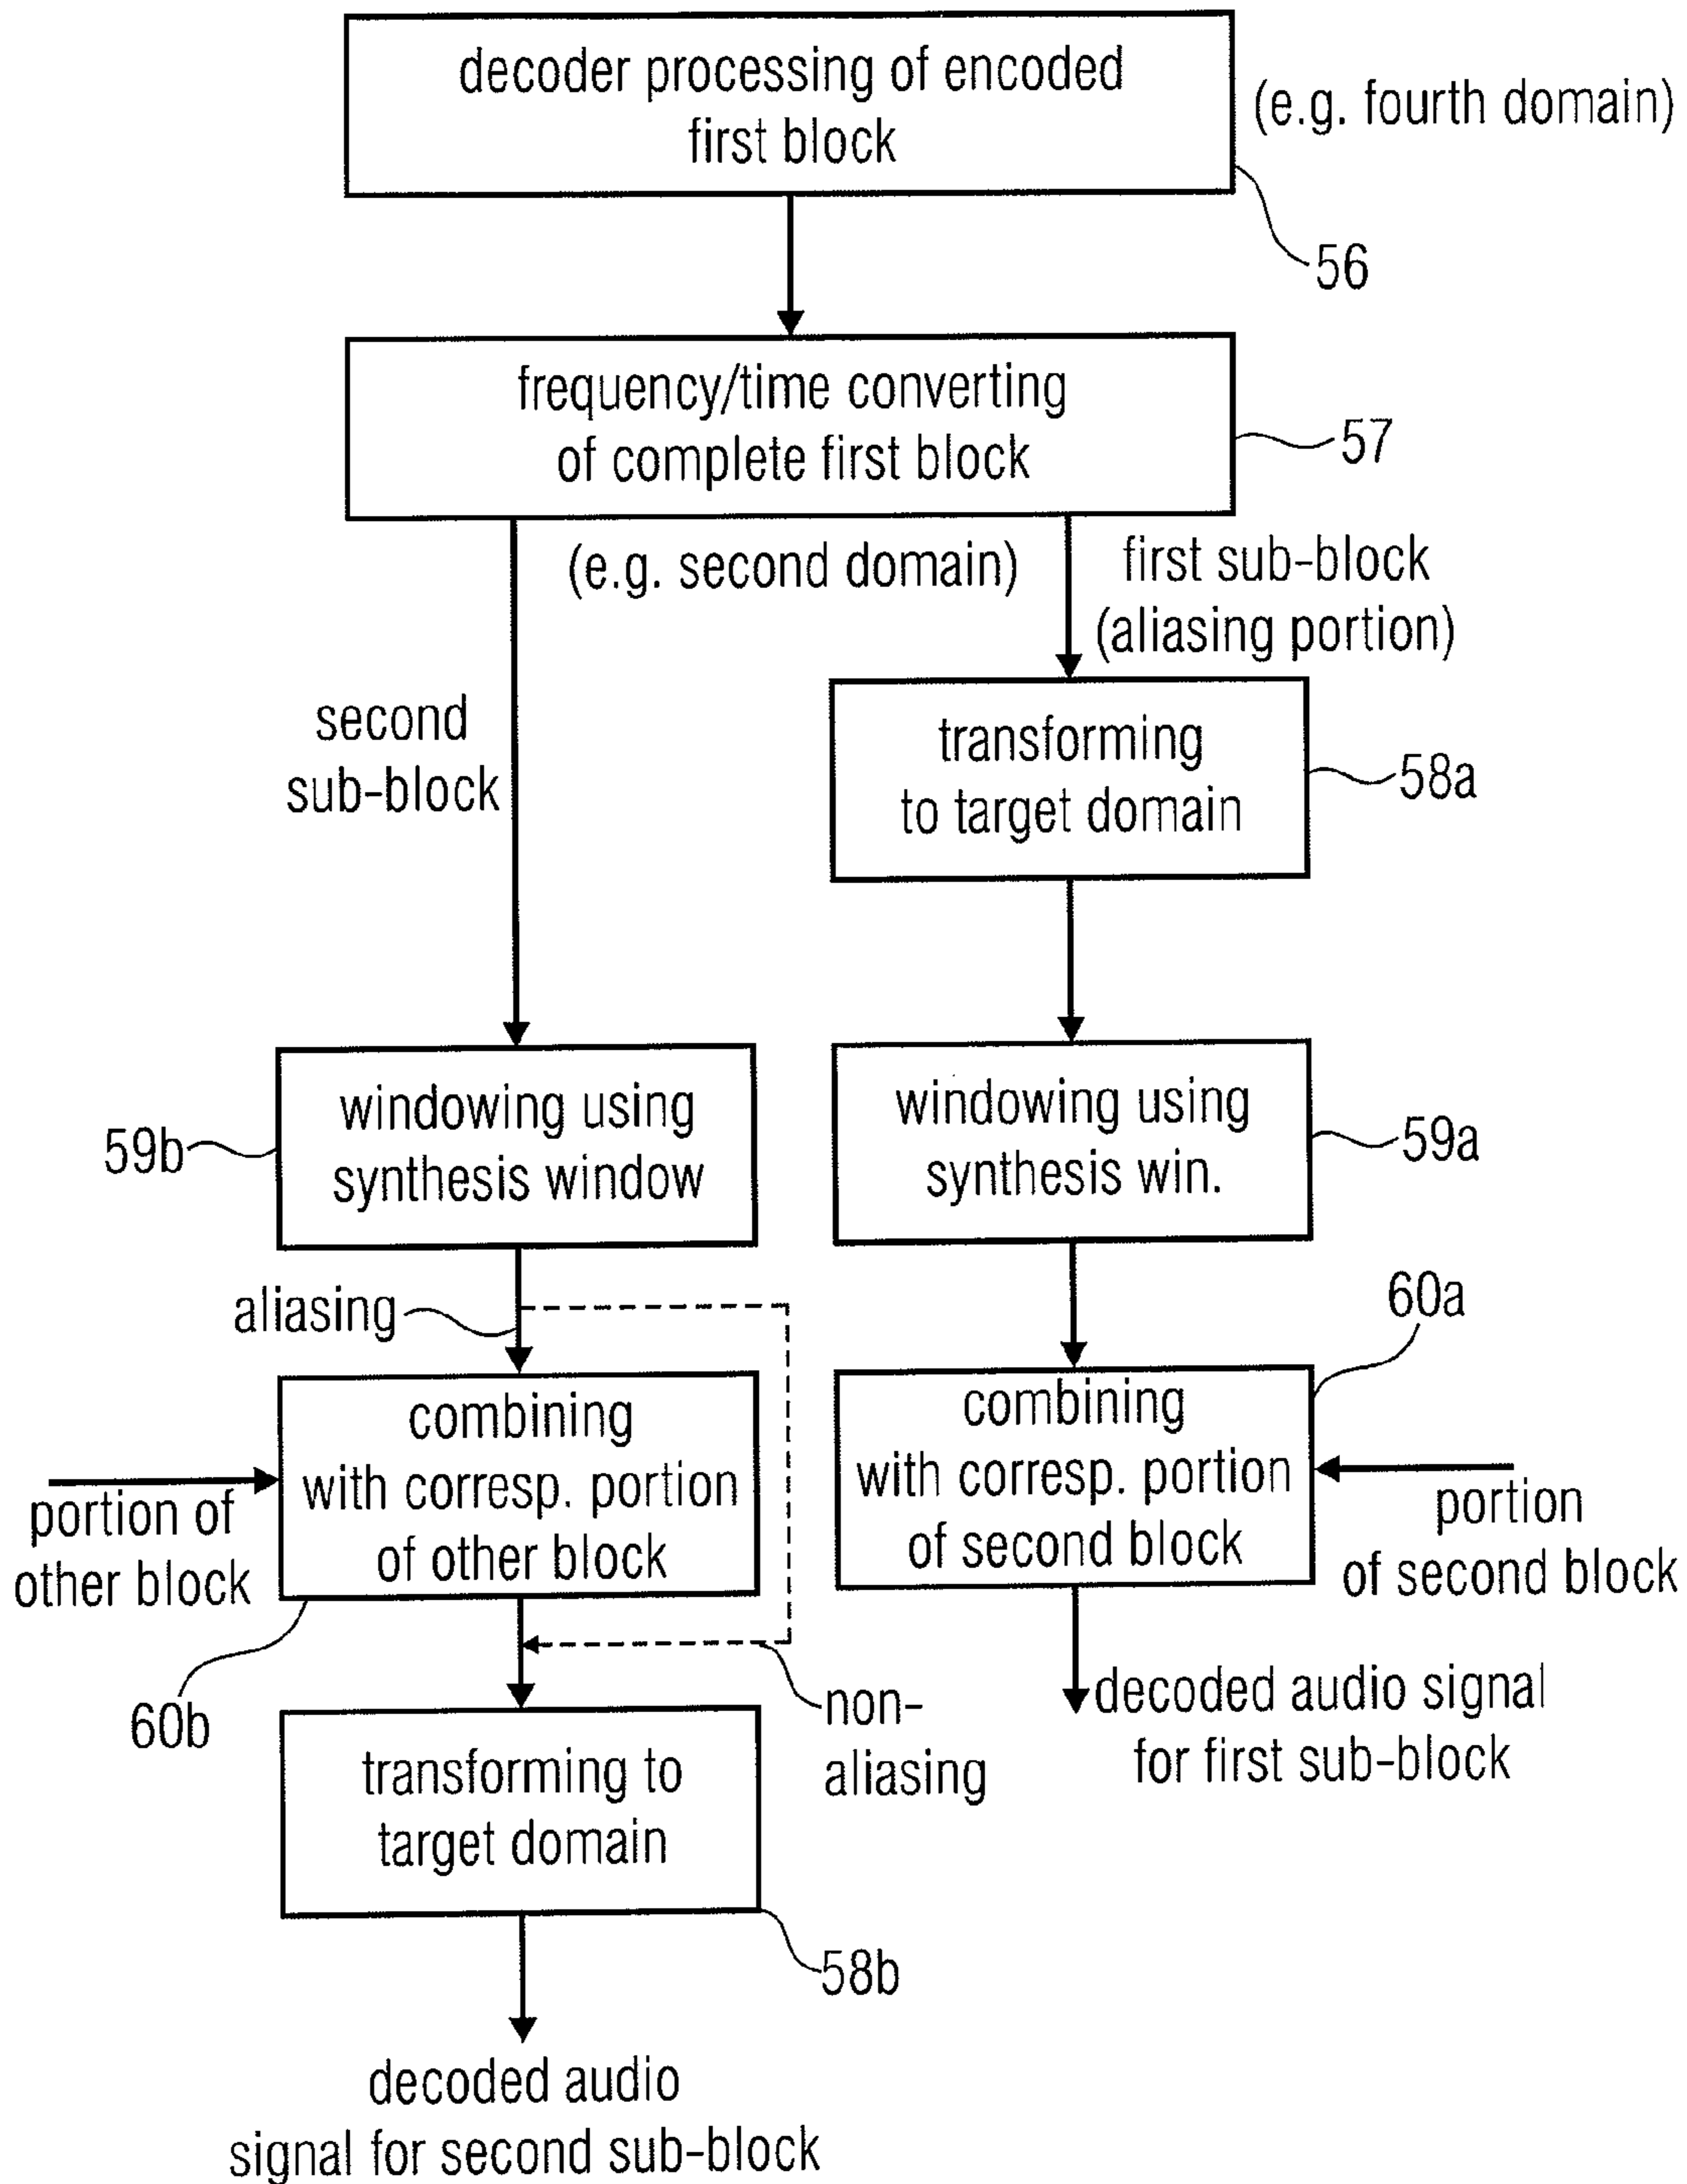 decoder processing of encoded
first block
(e.g. fourth domain)
56
frequency/time converting
of complete first block
57
(e.g. second domain)
first sub-block
(aliasing portion)
second
sub-block
transforming
to target domain
58a
59b
windowing using
synthesis window
windowing using
synthesis win.
59a
aliasing
60a
combining
with corresp. portion
of other block
combining
with corresp. portion
of second block
portion of
other block
portion
of second block
60b
non-
aliasing
decoded audio signal
for first sub-block
transforming to
target domain
58b
decoded audio
signal for second sub-block